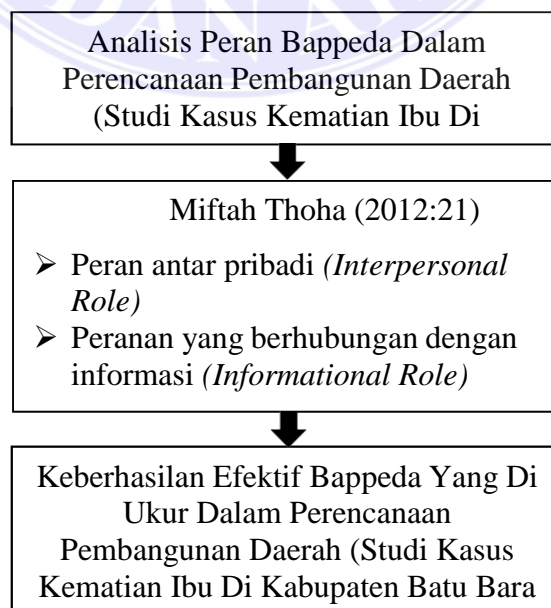 Analisis Peran Bappeda Dalam
Perencanaan Pembangunan Daerah
(Studi Kasus Kematian Ibu Di
Miftah Thoha (2012:21)
➢ Peran antar pribadi (Interpersonal
Role)
➢ Peranan yang berhubungan dengan
informasi (Informational Role)
Keberhasilan Efektif Bappeda Yang Di
Ukur Dalam Perencanaan
Pembangunan Daerah (Studi Kasus
Kematian Ibu Di Kabupaten Batu Bara